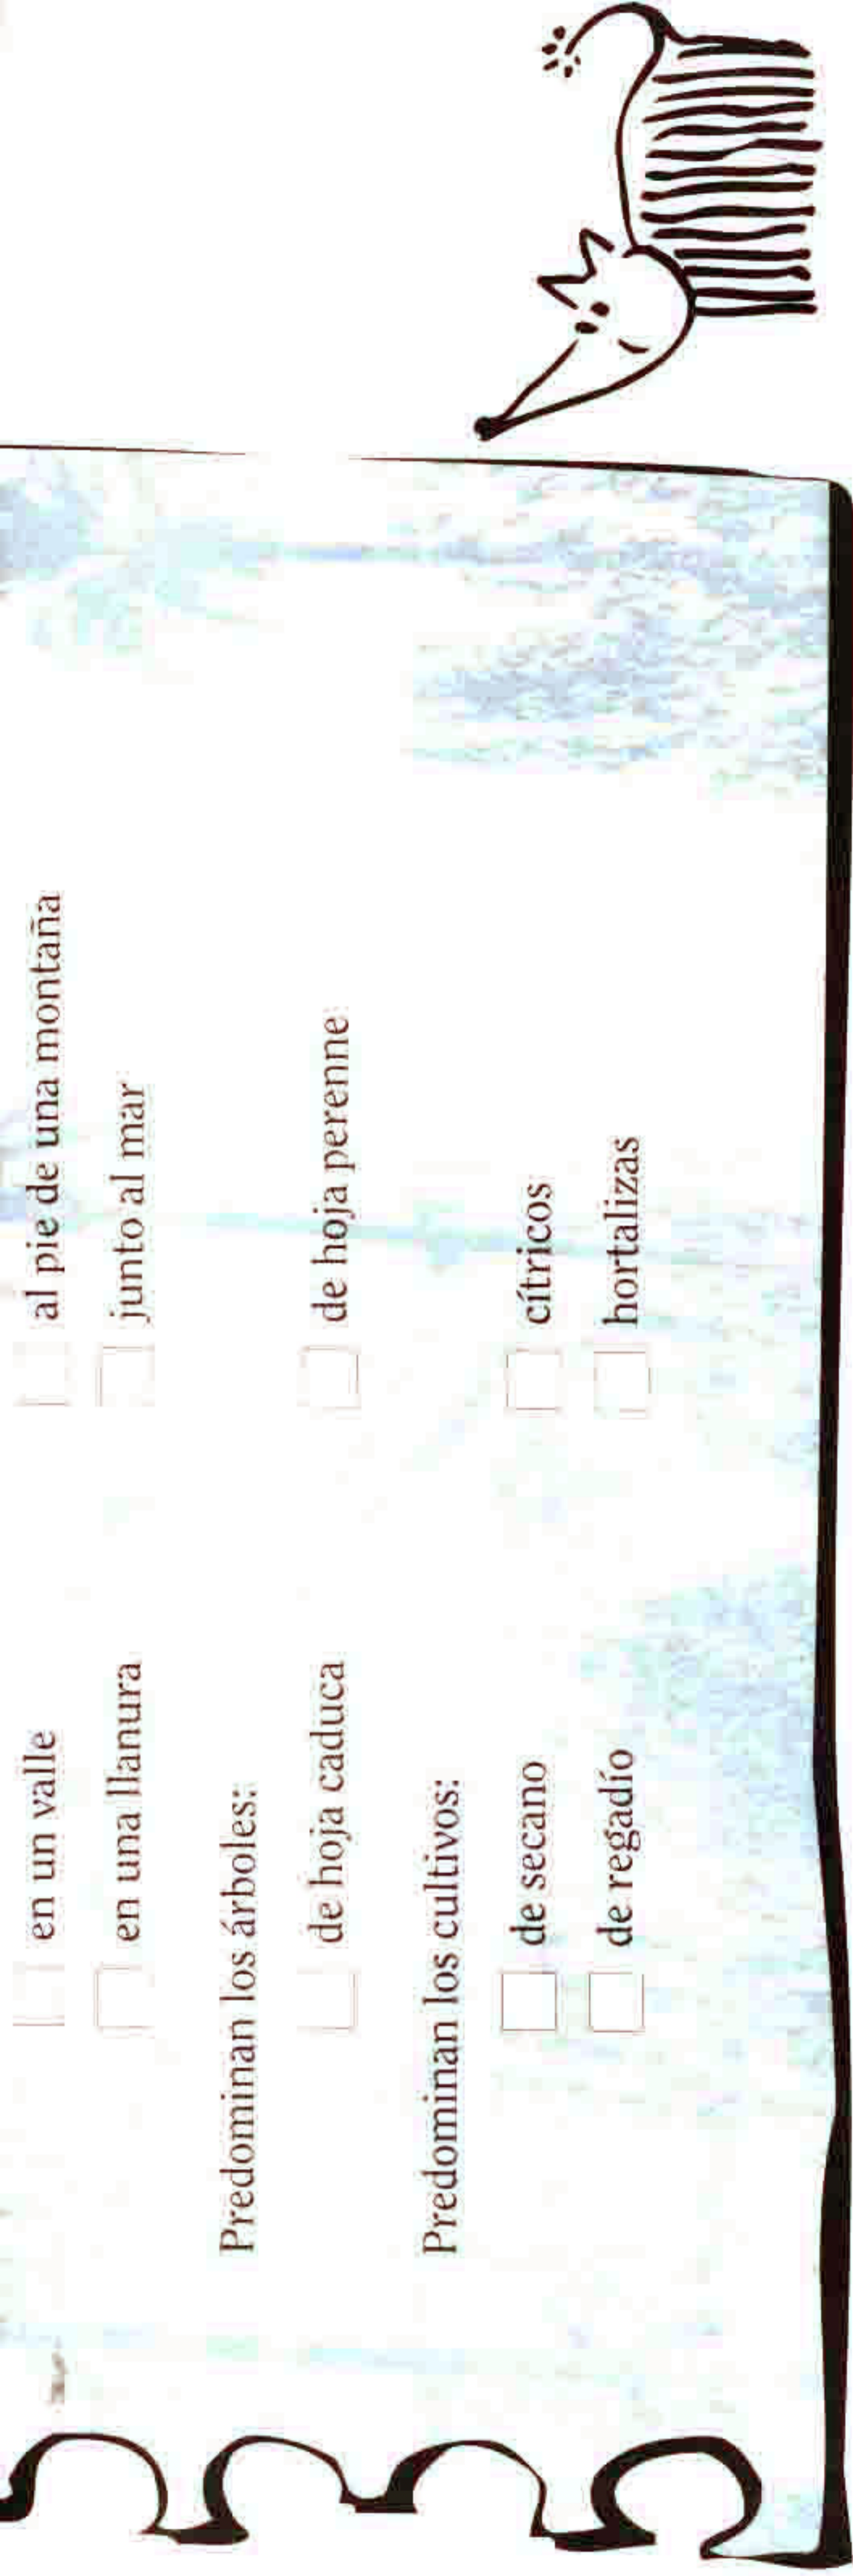 en un valle al pie de una montaña
en una llanura junto al mar
Predominan los árboles:
de hoja caduca de hoja perenne
Predominan los cultivos:
de secano cítricos
de regadío hortalizas